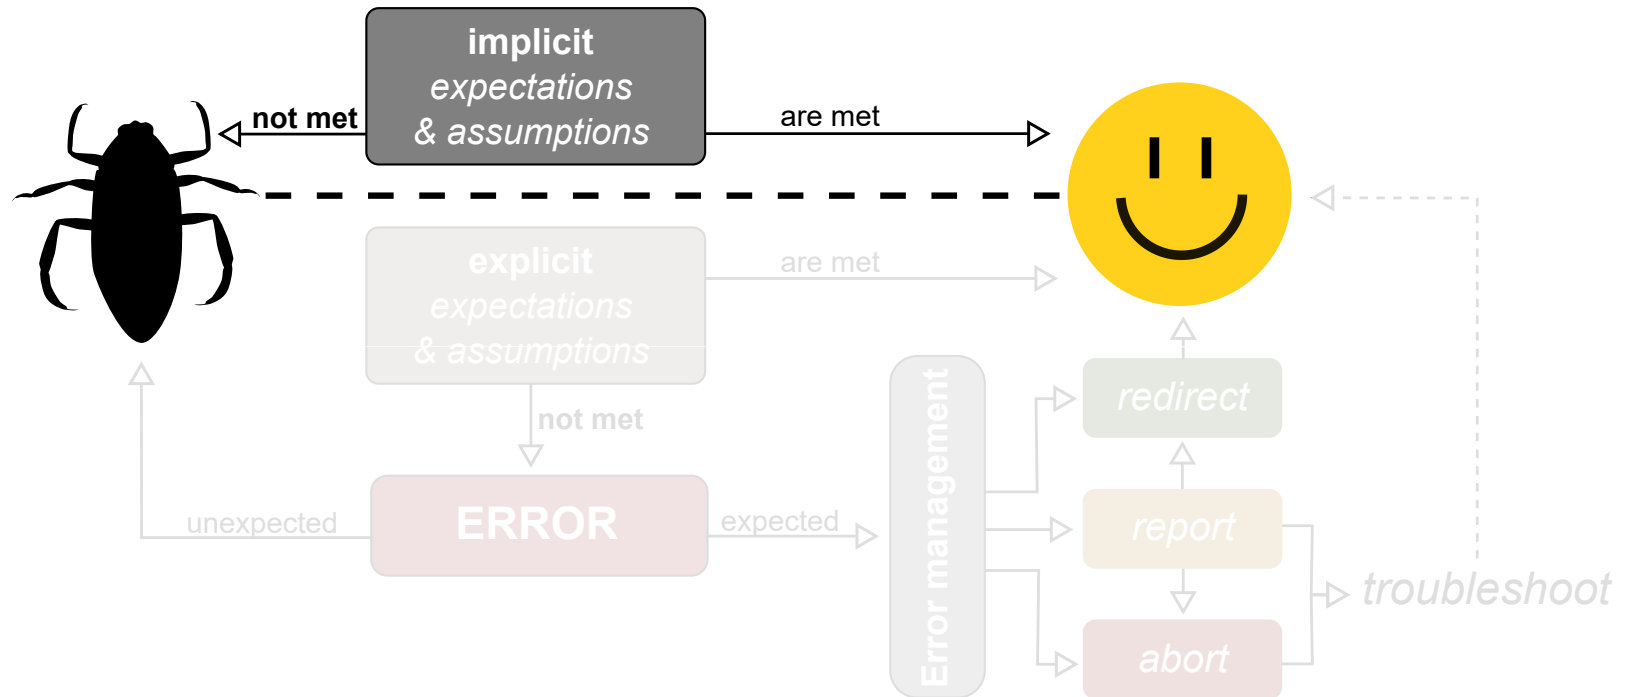 implicit
expectations
& assumptions
not met
are met
explicit
expectations
& assumptions
are met
not met
ERROR
unexpected
expected
Error management
redirect
report
abort
troubleshoot